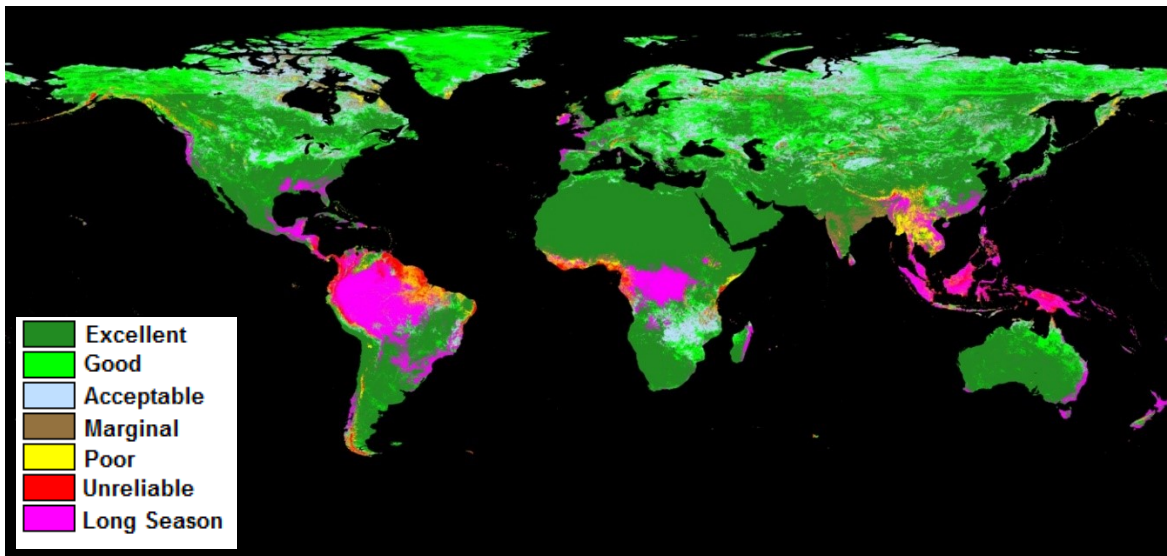 Excellent
Good
Acceptable
Marginal
Poor
Unreliable
Long Season